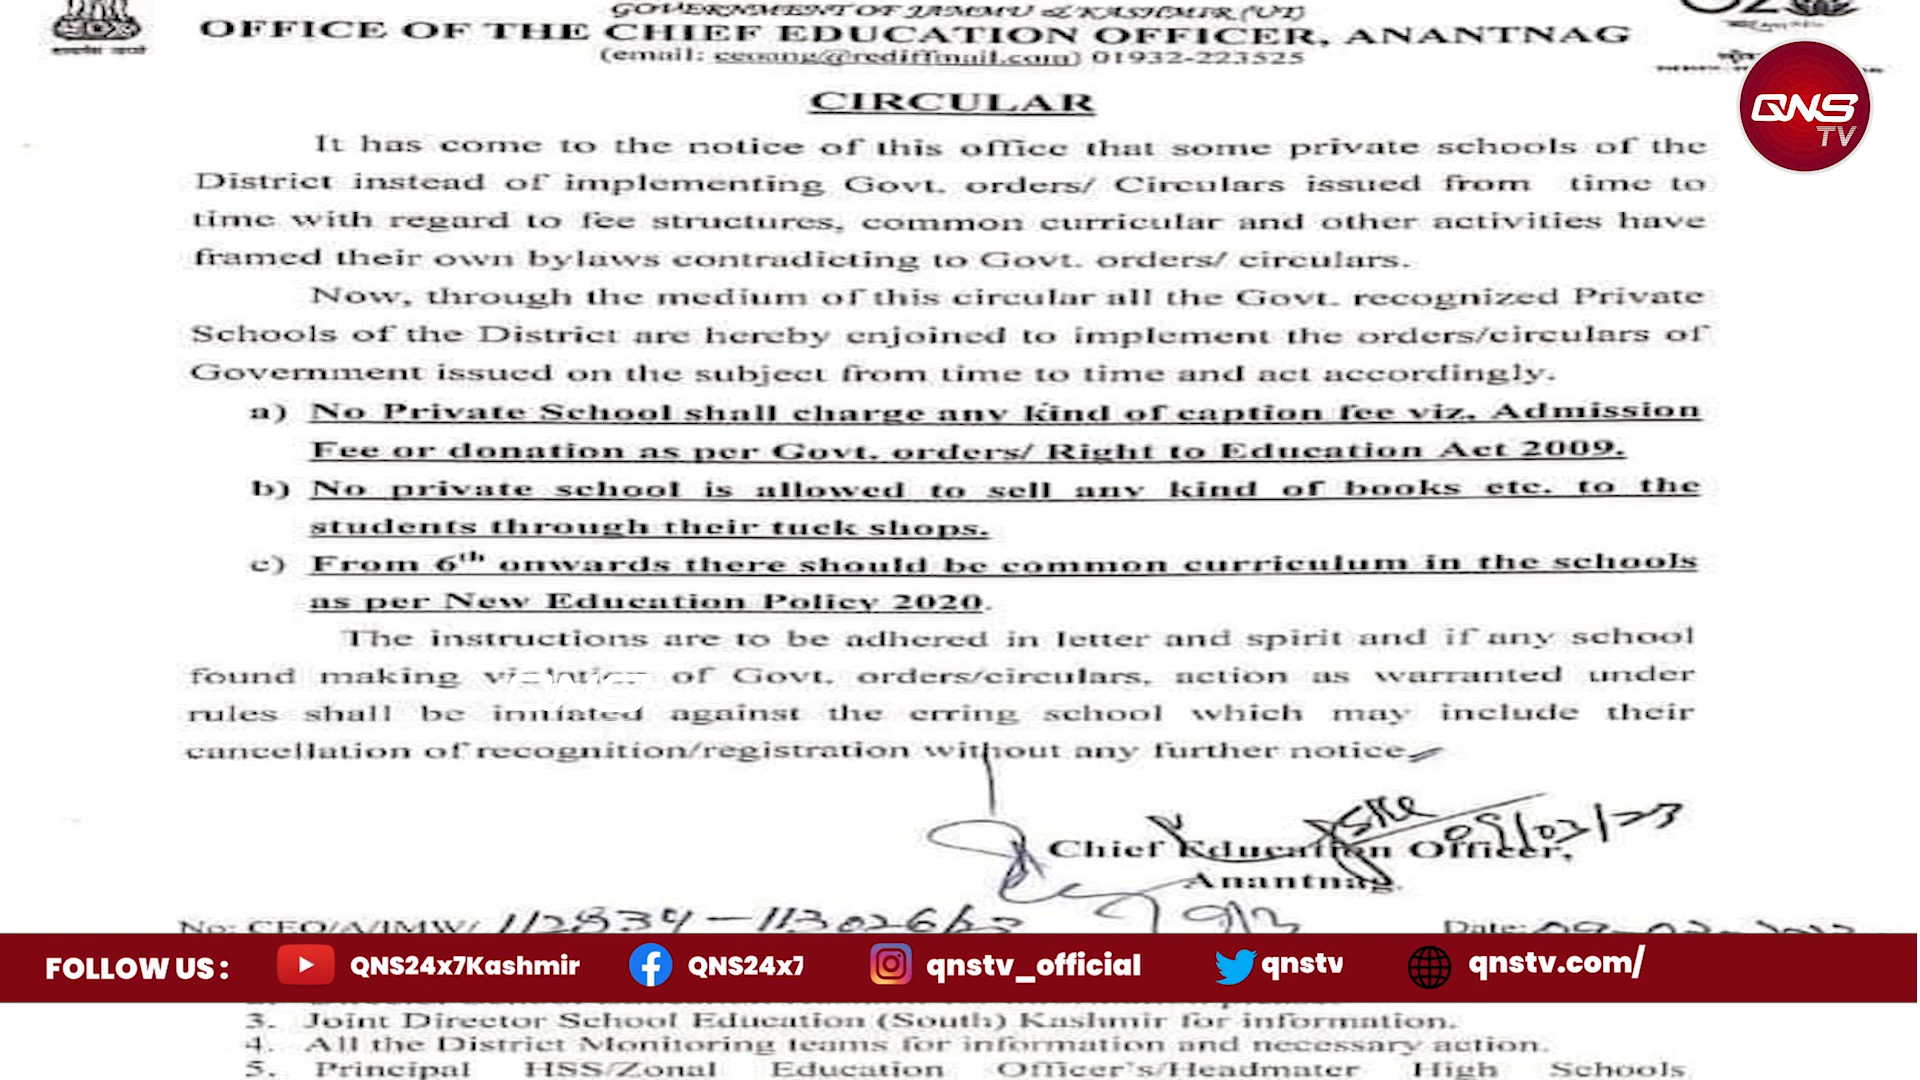 GOVERNMENT OF JAMMU & KASHMIR (UT)
OFFICE OF THE CHIEF EDUCATION OFFICER, ANANTNAG
(email: ceoang@rediffmail.com) 01932-223525
QNS
TV
CIRCULAR
It has come to the notice of this office that some private schools of the
District instead of implementing Govt. orders/ Circulars issued from time to
time with regard to fee structures, common curricular and other activities have
framed their own bylaws contradicting to Govt. orders/ circulars.
Now, through the medium of this circular all the Govt. recognized Private
Schools of the District are hereby enjoined to implement the orders/circulars of
Government issued on the subject from time to time and act accordingly.
a) No Private School shall charge any kind of caption fee viz. Admission
Fee or donation as per Govt. orders/ Right to Education Act 2009.
b) No private school is allowed to sell any kind of books etc. to the
students through their tuck shops.
c) From 6th onwards there should be common curriculum in the schools
as per New Education Policy 2020.
The instructions are to be adhered in letter and spirit and if any school
found making violation of Govt. orders/circulars, action as warranted under
rules shall be initiated against the erring school which may include their
cancellation of recognition/registration without any further notice
09/03/23
Chief Education Officer,
Anantnag.
No: CEO/A/JMW/
Date:
FOLLOW US : QNS24x7Kashmir QNS24x7 qnstv_official qnstv qnstv.com/
3. Joint Director School Education (South) Kashmir for information.
4. All the District Monitoring teams for information and necessary action.
5. Principal HSS/Zonal Education Officer's/Headmater High Schools